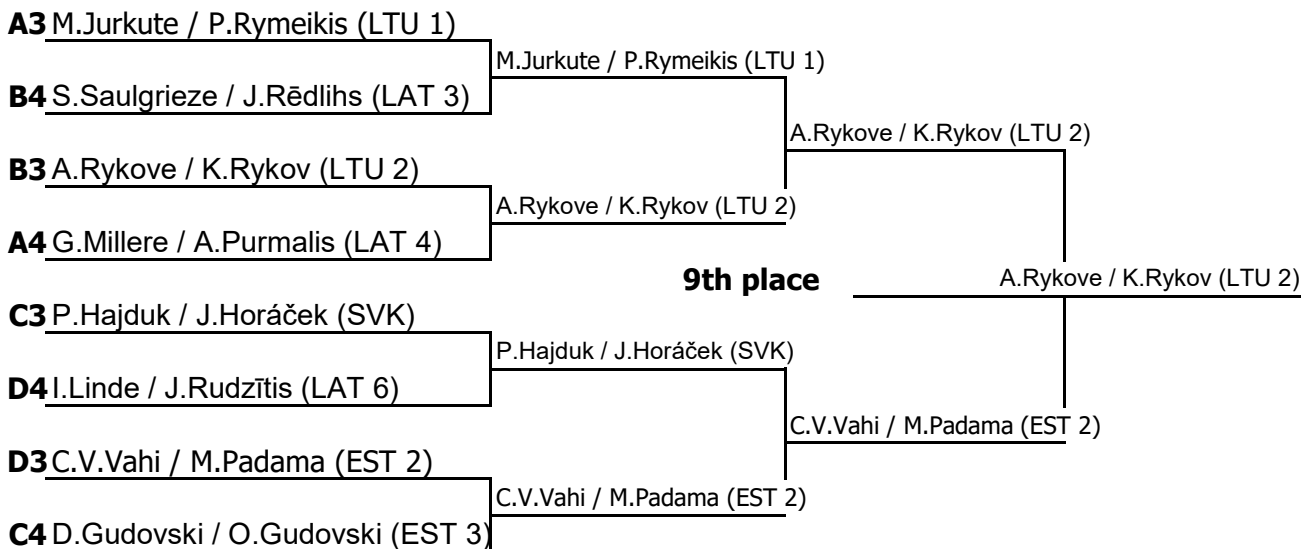 A3 M.Jurkute / P.Rymeikis (LTU 1)
M.Jurkute / P.Rymeikis (LTU 1)
B4 S.Saulgrieze / J.Rēdlihs (LAT 3)
A.Rykove / K.Rykov (LTU 2)
B3 A.Rykove / K.Rykov (LTU 2)
A.Rykove / K.Rykov (LTU 2)
A4 G.Millere / A.Purmalis (LAT 4)
9th place A.Rykove / K.Rykov (LTU 2)
C3 P.Hajduk / J.Horáček (SVK)
P.Hajduk / J.Horáček (SVK)
D4 I.Linde / J.Rudzītis (LAT 6)
C.V.Vahi / M.Padama (EST 2)
D3 C.V.Vahi / M.Padama (EST 2)
C.V.Vahi / M.Padama (EST 2)
C4 D.Gudovski / O.Gudovski (EST 3)